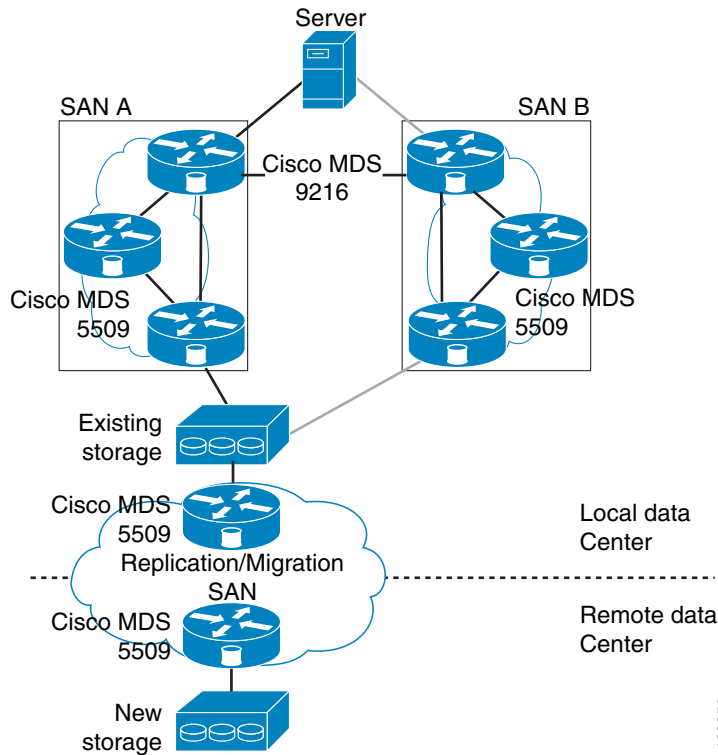 Server
SAN A
SAN B
Cisco MDS
9216
Cisco MDS
5509
Cisco MDS
5509
Existing
storage
Cisco MDS
5509
Replication/Migration
SAN
Local data
Center
Cisco MDS
5509
Remote data
Center
New
storage